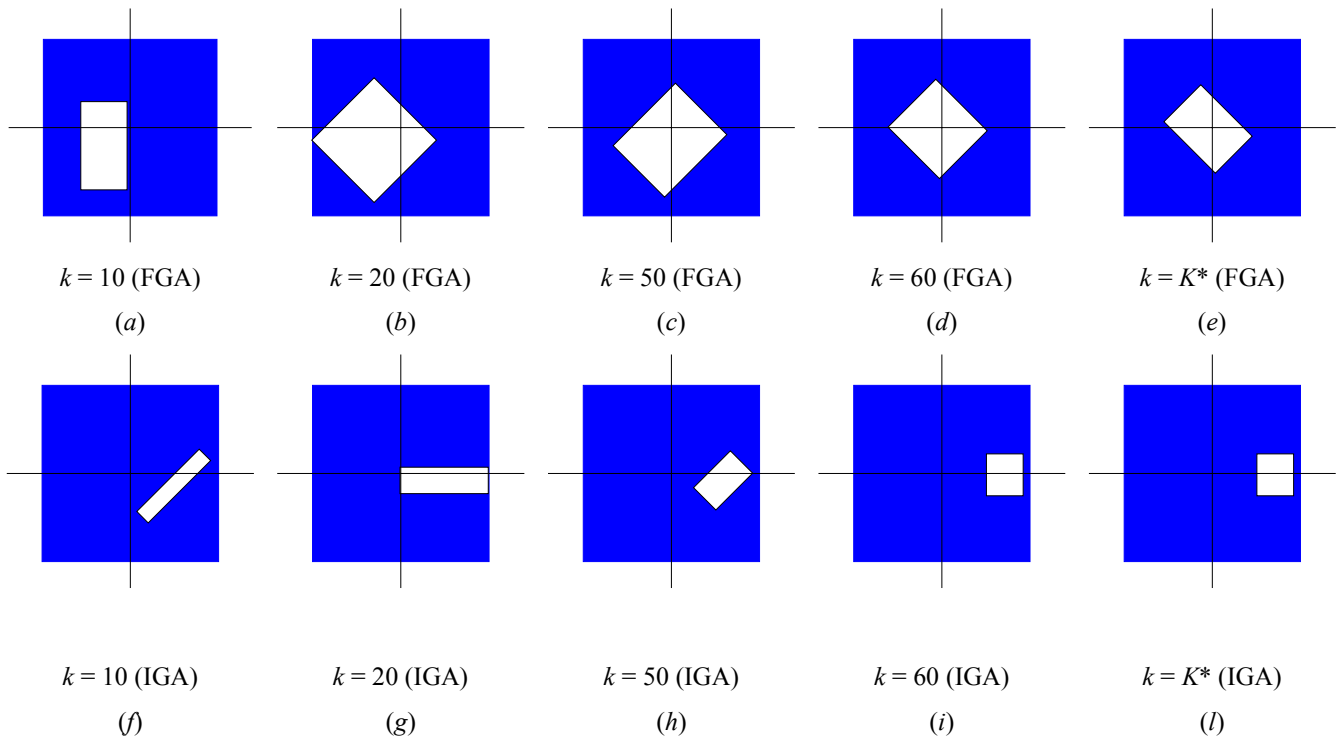 k = 10 (FGA) k = 20 (FGA) k = 50 (FGA) k = 60 (FGA) k = K* (FGA)
(a) (b) (c) (d) (e)
k = 10 (IGA) k = 20 (IGA) k = 50 (IGA) k = 60 (IGA) k = K* (IGA)
(f) (g) (h) (i) (l)